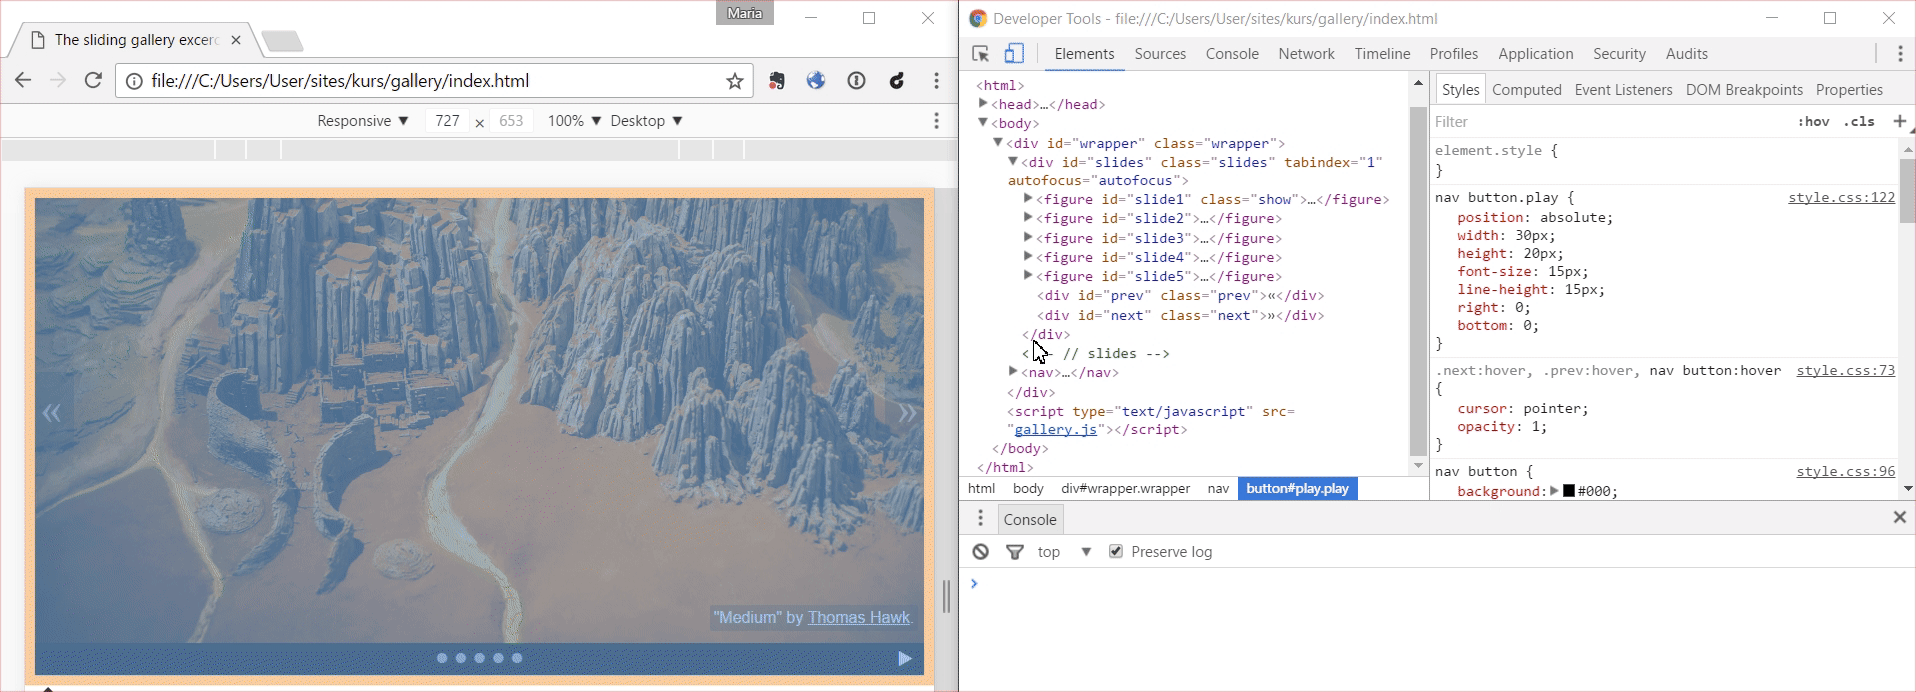 Maria
The sliding gallery excerc
file:///C:/Users/User/sites/kurs/gallery/index.html
Responsive ▼ 727 × 653 100% ▼ Desktop ▼
«
»
"Medium" by Thomas Hawk.
Developer Tools - file:///C:/Users/User/sites/kurs/gallery/index.html
Elements Sources Console Network Timeline Profiles Application Security Audits
<html>
▶<head>…</head>
▼<body>
▼<div id="wrapper" class="wrapper">
▼<div id="slides" class="slides" tabindex="1"
autofocus="autofocus">
▶<figure id="slide1" class="show">…</figure>
▶<figure id="slide2">…</figure>
▶<figure id="slide3">…</figure>
▶<figure id="slide4">…</figure>
▶<figure id="slide5">…</figure>
<div id="prev" class="prev">«</div>
<div id="next" class="next">»</div>
</div>
<!-- // slides -->
▶<nav>…</nav>
</div>
<script type="text/javascript" src=
"gallery.js"></script>
</body>
</html>
html body div#wrapper.wrapper nav button#play.play
Styles Computed Event Listeners DOM Breakpoints Properties
Filter :hov .cls +
element.style {
}
nav button.play { style.css:122
position: absolute;
width: 30px;
height: 20px;
font-size: 15px;
line-height: 15px;
right: 0;
bottom: 0;
}
.next:hover, .prev:hover, nav button:hover style.css:73
{
cursor: pointer;
opacity: 1;
}
nav button { style.css:96
background:▶ #000;
Console
top ▼ Preserve log